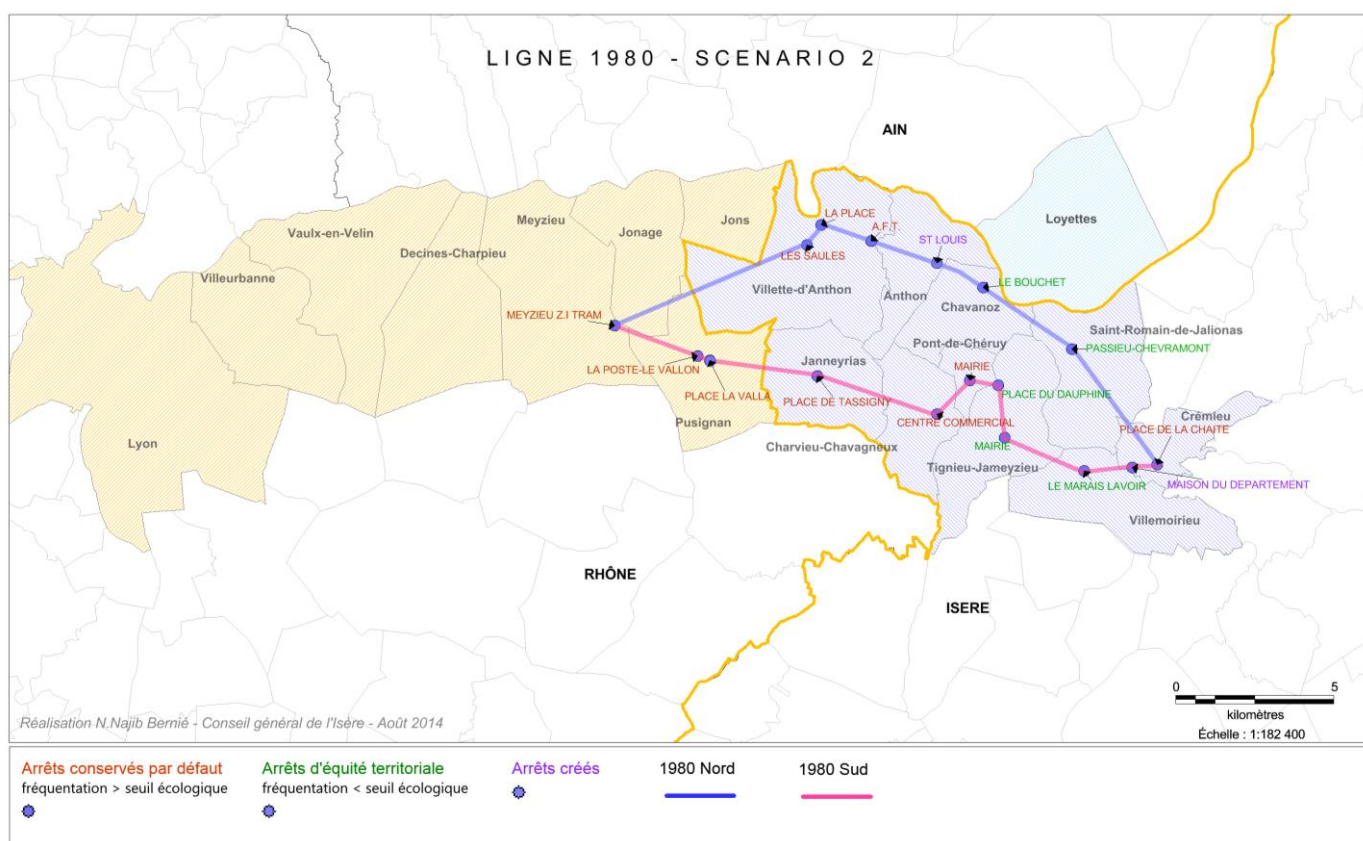 LIGNE 1980 - SCENARIO 2
AIN
LA PLACE
Meyzieu
Jons
Loyettes
Vaulx-en-Velin
Jonage
A.F.T.
ST LOUIS
Decines-Charpieu
LES SAULES
Villeurbanne
Villette-d'Anthon
LE BOUCHET
Anthon
Chavanoz
MEYZIEU Z.I TRAM
Saint-Romain-de-Jalionas
Pont-de-Chéruy
PASSIEU-CHEVRAMONT
Janneyrias
LA POSTE-LE VALLON
MAIRIE
PLACE LA VALLA
PLACE DU DAUPHINE
PLACE DE TASSIGNY
Crémieu
Pusignan
CENTRE COMMERCIAL
PLACE DE LA CHAITE
Lyon
Charvieu-Chavagneux
MAIRIE
Tignieu-Jameyzieu
LE MARAIS LAVOIR
MAISON DU DEPARTEMENT
Villemoirieu
RHÔNE
ISERE
0 5
kilomètres
Échelle : 1:182 400
Réalisation N.Najib Bernié - Conseil général de l'Isère - Août 2014
Arrêts conservés par défaut
fréquentation > seuil écologique
Arrêts d'équité territoriale
fréquentation < seuil écologique
Arrêts créés
1980 Nord
1980 Sud